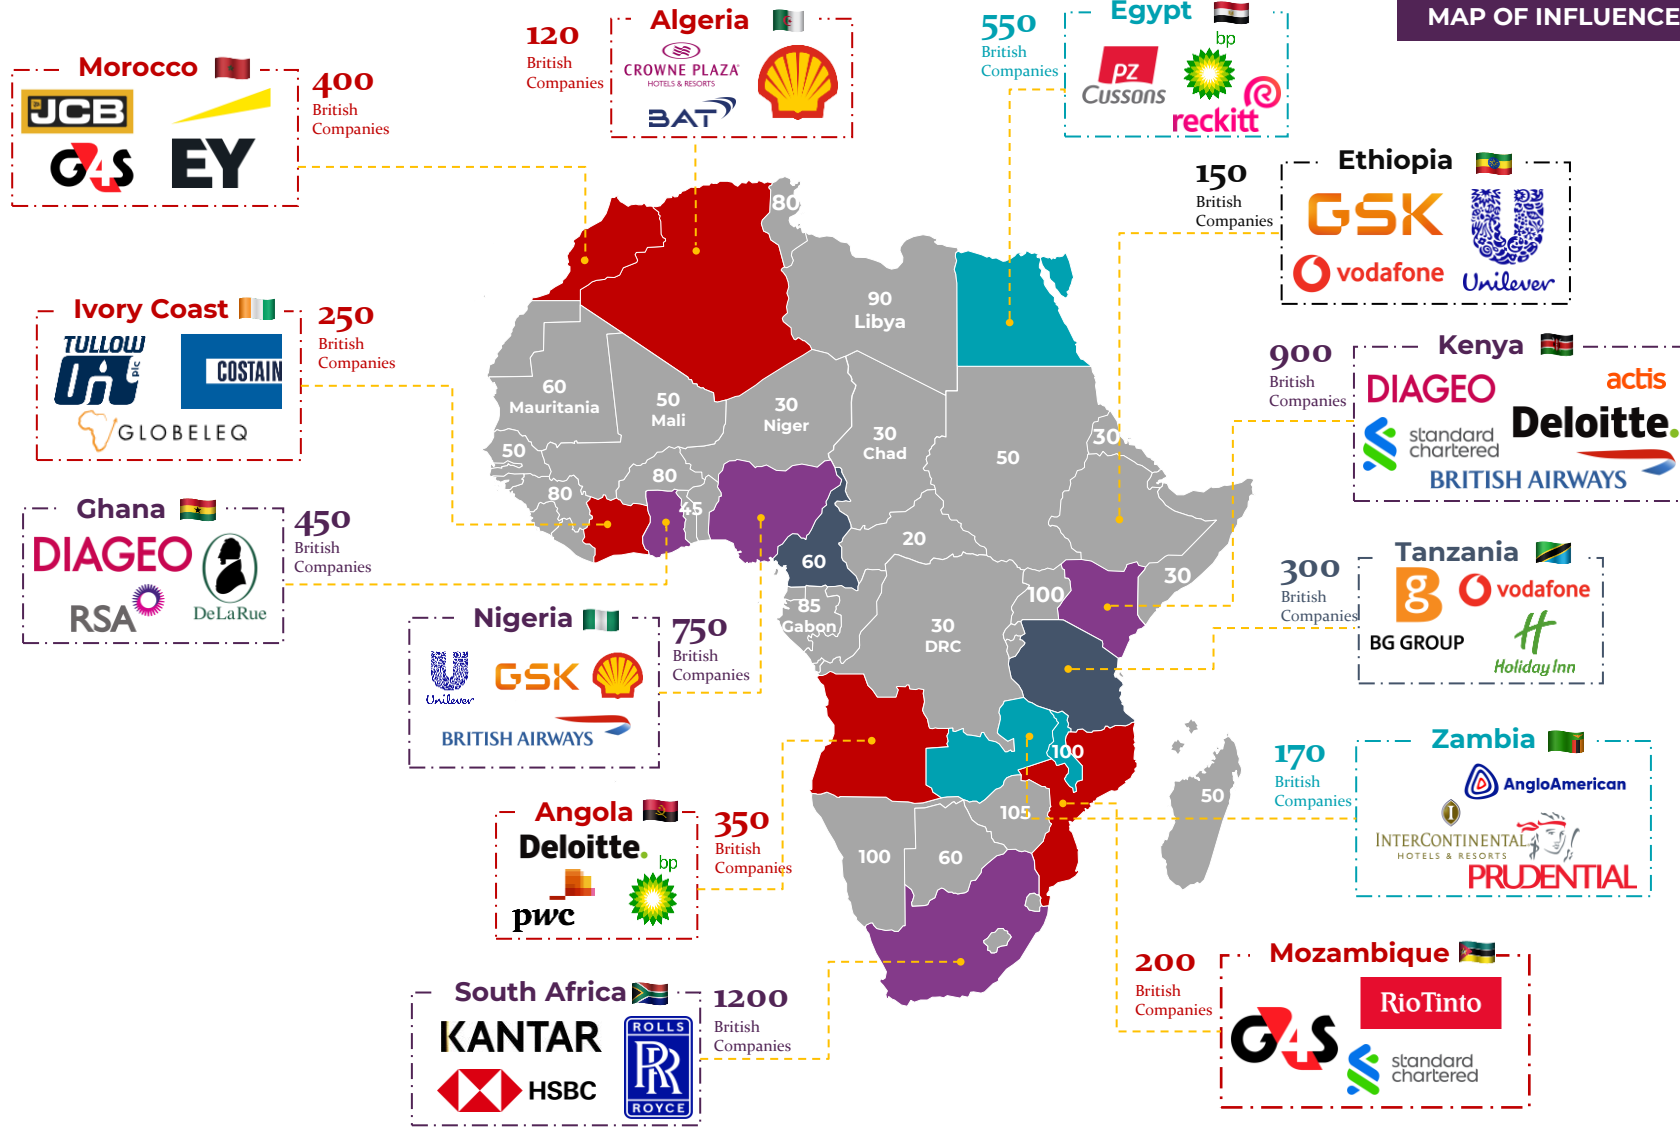 MAP OF INFLUENCE
Morocco
JCB
EY
G4S
400
British
Companies
120
British
Companies
Algeria
CROWNE PLAZA
HOTELS & RESORTS
BAT
550
British
Companies
Egypt
PZ
Cussons
bp
reckitt
150
British
Companies
Ethiopia
GSK
vodafone
Unilever
Ivory Coast
TULLOW
Oil
plc
COSTAIN
GLOBELEQ
250
British
Companies
900
British
Companies
Kenya
DIAGEO
actis
standard
chartered
Deloitte.
BRITISH AIRWAYS
Ghana
DIAGEO
RSA
DeLaRue
450
British
Companies
Nigeria
Unilever
GSK
BRITISH AIRWAYS
750
British
Companies
300
British
Companies
Tanzania
g
BG GROUP
vodafone
H
Holiday Inn
170
British
Companies
Zambia
AngloAmerican
INTERCONTINENTAL
HOTELS & RESORTS
PRUDENTIAL
Angola
Deloitte.
pwc
bp
350
British
Companies
South Africa
KANTAR
HSBC
ROLLS
RR
ROYCE
1200
British
Companies
200
British
Companies
Mozambique
G4S
RioTinto
standard
chartered
80
90
Libya
60
Mauritania
50
Mali
30
Niger
30
Chad
50
30
50
80
80
45
20
60
30
100
85
Gabon
30
DRC
100
105
50
100
60